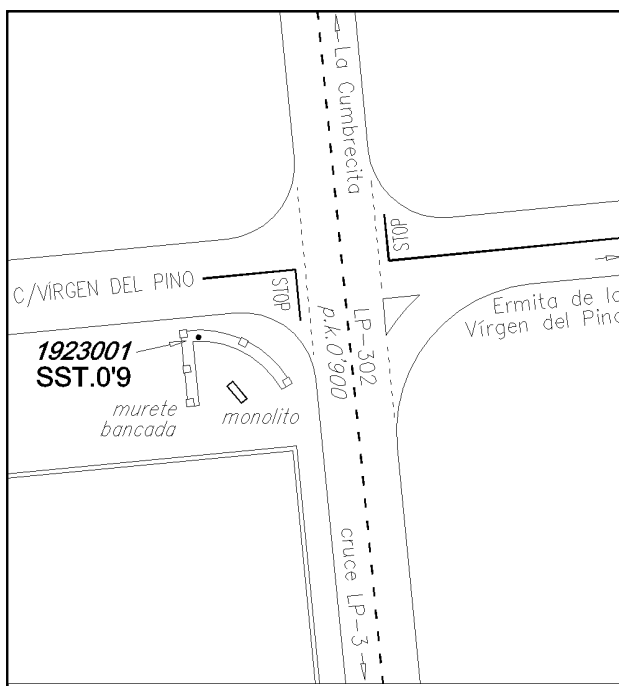 La Cumbrecita
STOP
C/VÍRGEN DEL PINO
STOP
Ermita de la
Vírgen del Pino
LP-302
p.k.0'900
1923001
SST.0'9
murete
bancada
monolito
cruce LP-3